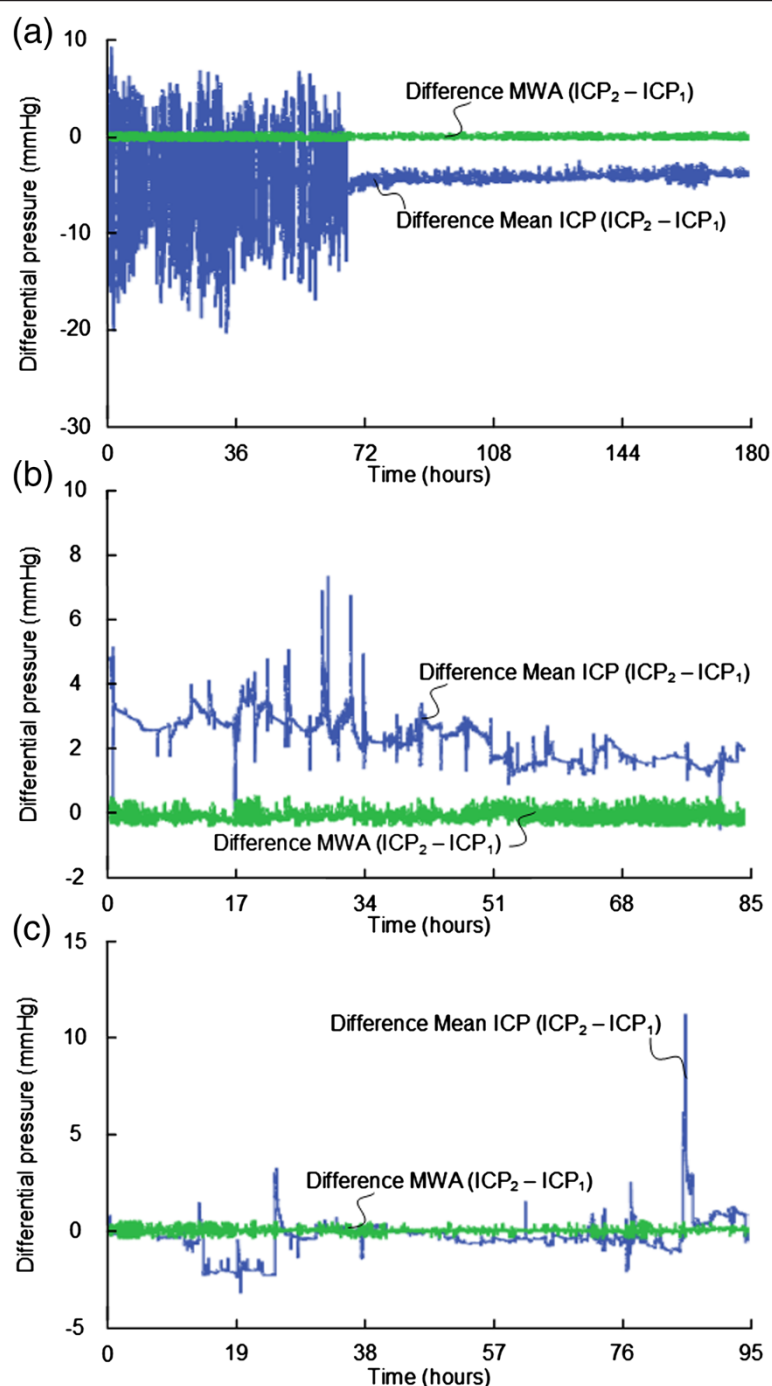 (a)
10
0
-10
-20
-30
Differential pressure (mmHg)
Difference MWA (ICP₂ – ICP₁)
Difference Mean ICP (ICP₂ – ICP₁)
0 36 72 108 144 180
Time (hours)
(b)
10
8
6
4
2
0
-2
Differential pressure (mmHg)
Difference Mean ICP (ICP₂ – ICP₁)
Difference MWA (ICP₂ – ICP₁)
0 17 34 51 68 85
Time (hours)
(c)
15
10
5
0
-5
Differential pressure (mmHg)
Difference Mean ICP (ICP₂ – ICP₁)
Difference MWA (ICP₂ – ICP₁)
0 19 38 57 76 95
Time (hours)